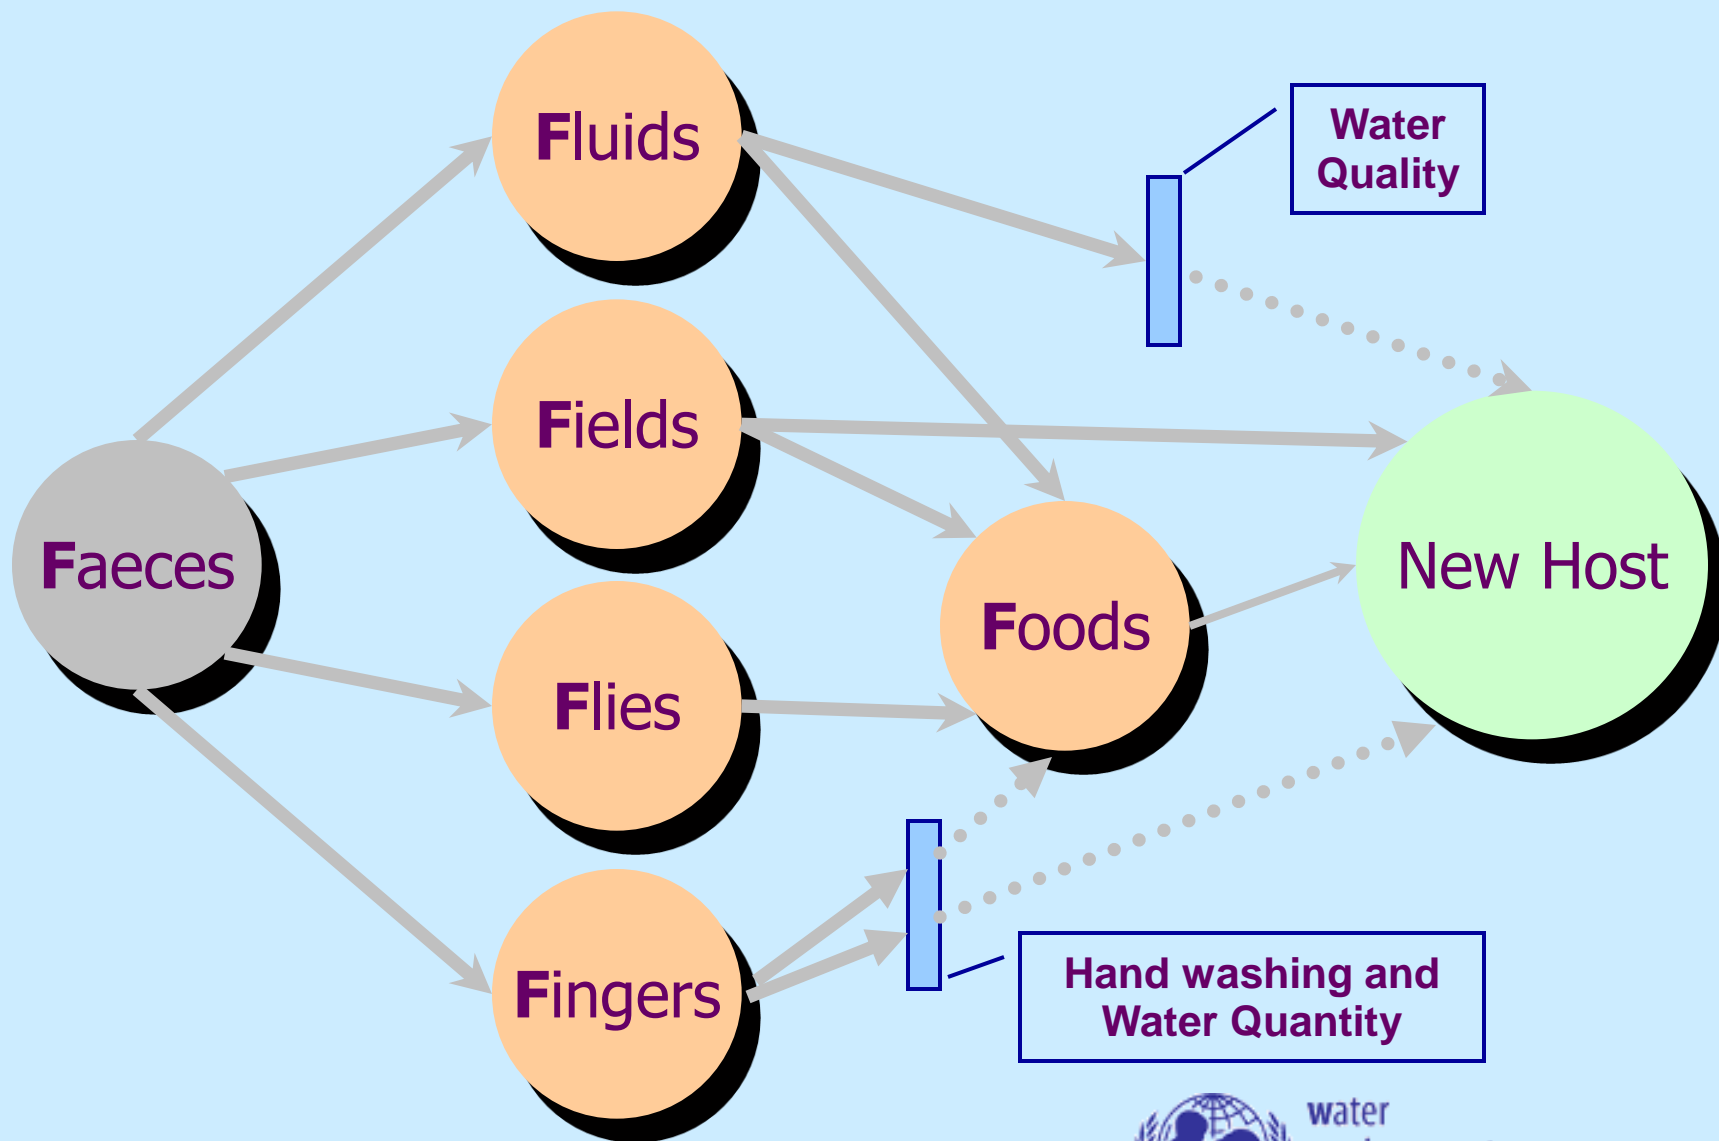 Fluids
Water
Quality
Fields
Faeces
New Host
Foods
Flies
Fingers
Hand washing and
Water Quantity
water